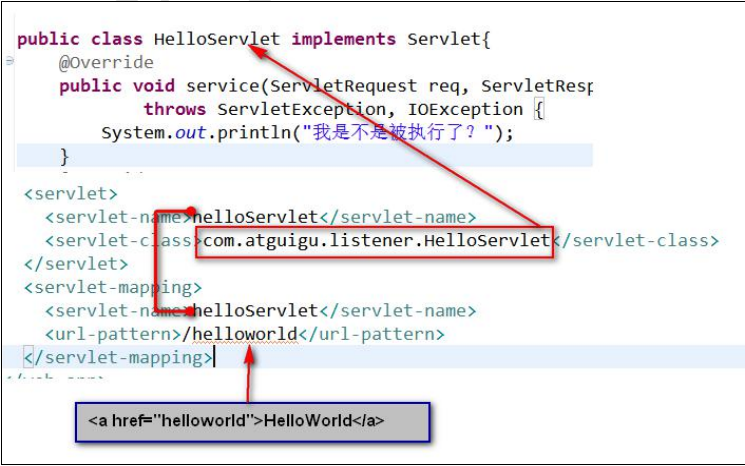 public class HelloServlet implements Servlet{
@Override
public void service(ServletRequest req, ServletResp
throws ServletException, IOException {
System.out.println("我是不是被执行了?");
}
<servlet>
<servlet-name>helloServlet</servlet-name>
<servlet-class>com.atguigu.listener.HelloServlet</servlet-class>
</servlet>
<servlet-mapping>
<servlet-name>helloServlet</servlet-name>
<url-pattern>/helloworld</url-pattern>
</servlet-mapping>
<a href="helloworld">HelloWorld</a>